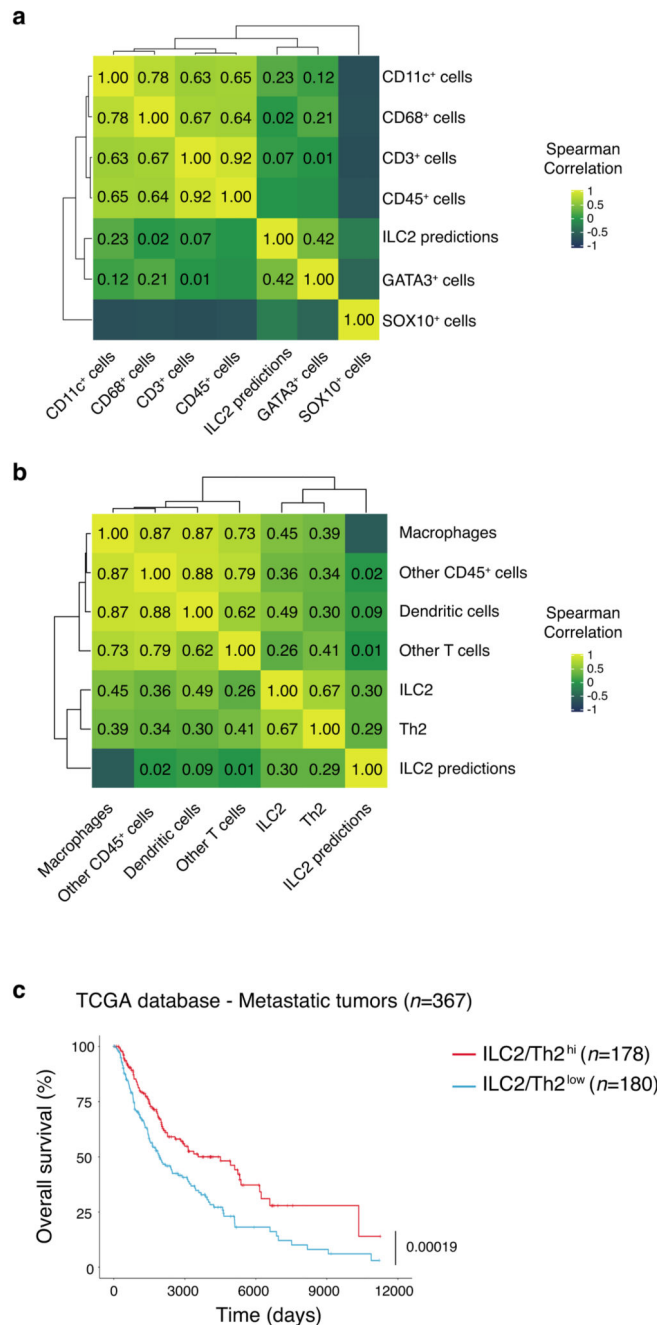 a
1.00 0.78 0.63 0.65 0.23 0.12 CD11c⁺ cells
0.78 1.00 0.67 0.64 0.02 0.21 CD68⁺ cells
0.63 0.67 1.00 0.92 0.07 0.01 CD3⁺ cells
0.65 0.64 0.92 1.00 CD45⁺ cells
0.23 0.02 0.07 1.00 0.42 ILC2 predictions
0.12 0.21 0.01 0.42 1.00 GATA3⁺ cells
1.00 SOX10⁺ cells
CD11c⁺ cells
CD68⁺ cells
CD3⁺ cells
CD45⁺ cells
ILC2 predictions
GATA3⁺ cells
SOX10⁺ cells
Spearman
Correlation
1
0.5
0
-0.5
-1
b
1.00 0.87 0.87 0.73 0.45 0.39 Macrophages
0.87 1.00 0.88 0.79 0.36 0.34 0.02 Other CD45⁺ cells
0.87 0.88 1.00 0.62 0.49 0.30 0.09 Dendritic cells
0.73 0.79 0.62 1.00 0.26 0.41 0.01 Other T cells
0.45 0.36 0.49 0.26 1.00 0.67 0.30 ILC2
0.39 0.34 0.30 0.41 0.67 1.00 0.29 Th2
0.02 0.09 0.01 0.30 0.29 1.00 ILC2 predictions
Macrophages
Other CD45⁺ cells
Dendritic cells
Other T cells
ILC2
Th2
ILC2 predictions
Spearman
Correlation
1
0.5
0
-0.5
-1
c
TCGA database - Metastatic tumors (n=367)
ILC2/Th2ʰⁱ (n=178)
ILC2/Th2ˡᵒʷ (n=180)
Overall survival (%)
100
75
50
25
0
0 3000 6000 9000 12000
Time (days)
0.00019